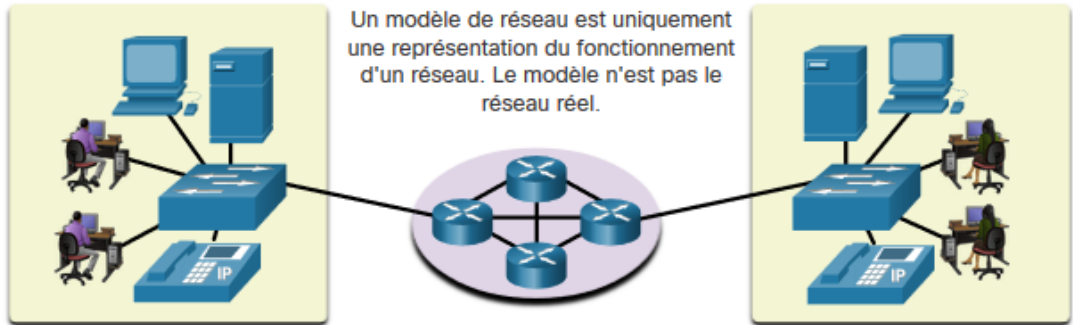 Un modèle de réseau est uniquement
une représentation du fonctionnement
d'un réseau. Le modèle n'est pas le
réseau réel.
IP
IP